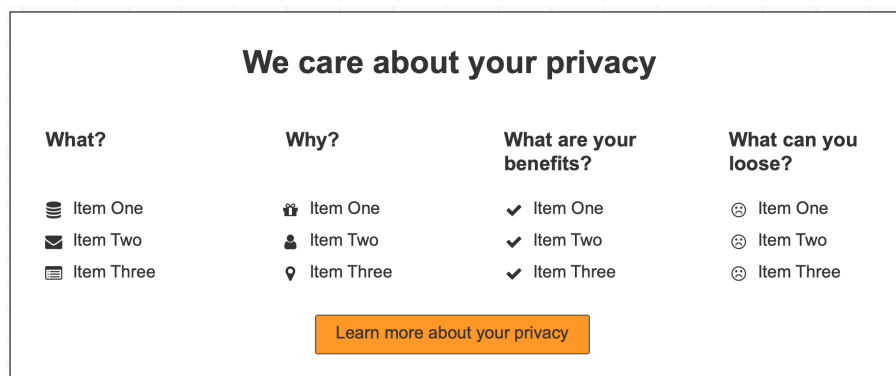 We care about your privacy
What?
Item One
Item Two
Item Three
Why?
Item One
Item Two
Item Three
What are your
benefits?
Item One
Item Two
Item Three
What can you
loose?
Item One
Item Two
Item Three
Learn more about your privacy